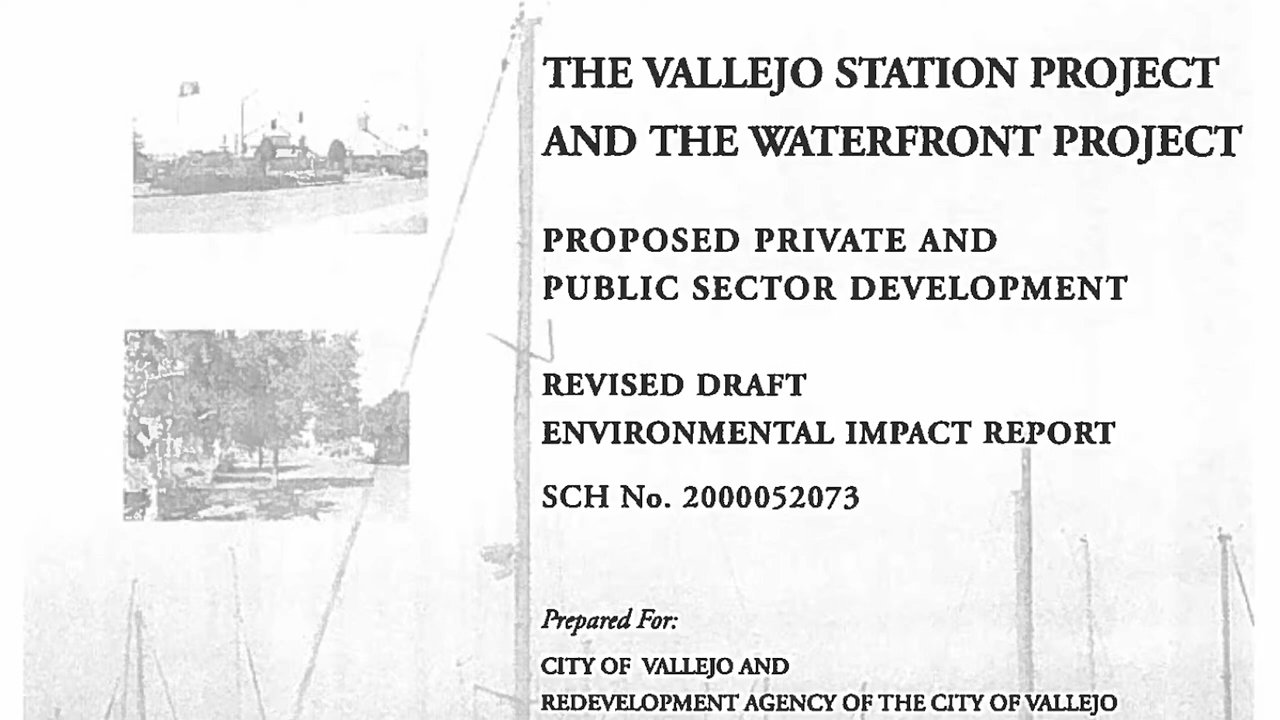 THE VALLEJO STATION PROJECT
AND THE WATERFRONT PROJECT
PROPOSED PRIVATE AND
PUBLIC SECTOR DEVELOPMENT
REVISED DRAFT
ENVIRONMENTAL IMPACT REPORT
SCH No. 2000052073
Prepared For:
CITY OF VALLEJO AND
REDEVELOPMENT AGENCY OF THE CITY OF VALLEJO